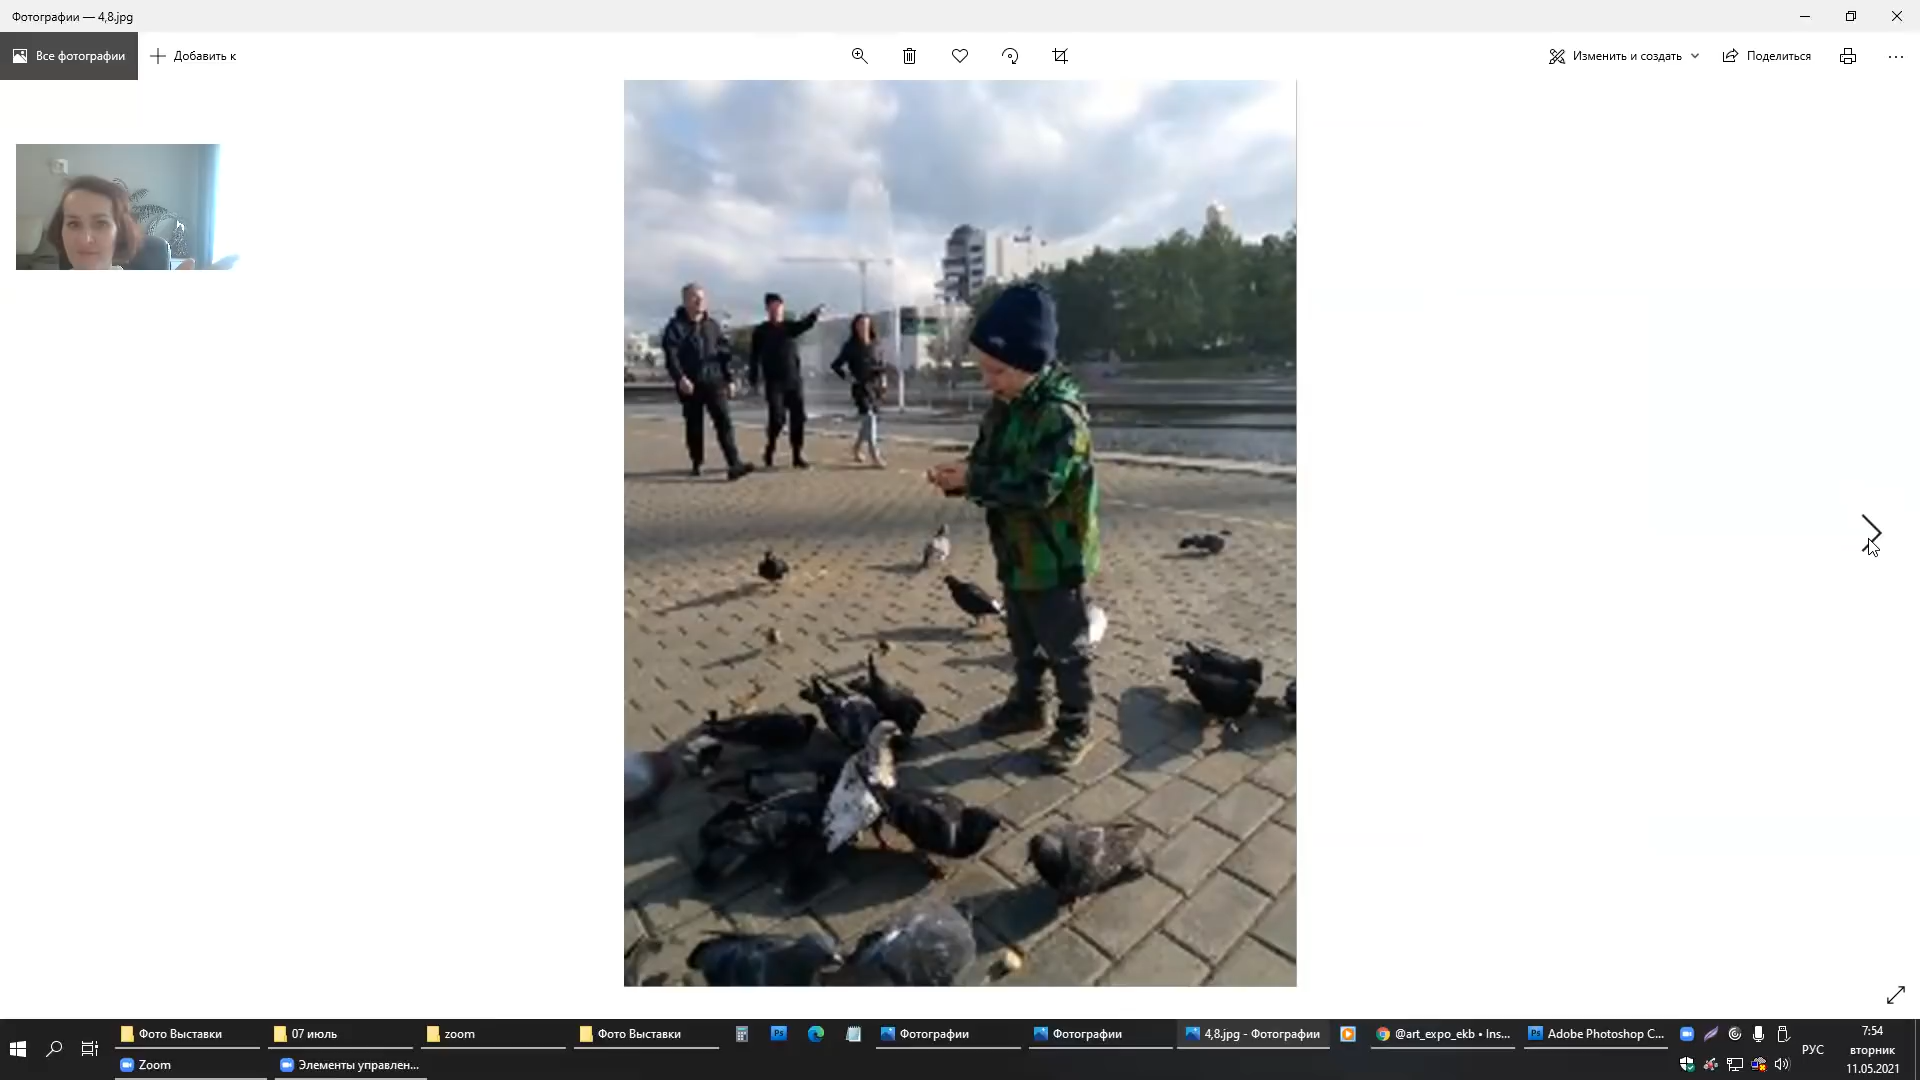 Фотографии — 4,8.jpg
Все фотографии
Добавить к
Изменить и создать
Поделиться
Фото Выставки
07 июль
zoom
Фото Выставки
Фотографии
Фотографии
4,8.jpg - Фотографии
@art_expo_ekb • Ins...
Adobe Photoshop C...
Zoom
Элементы управлен...
РУС
7:54
вторник
11.05.2021